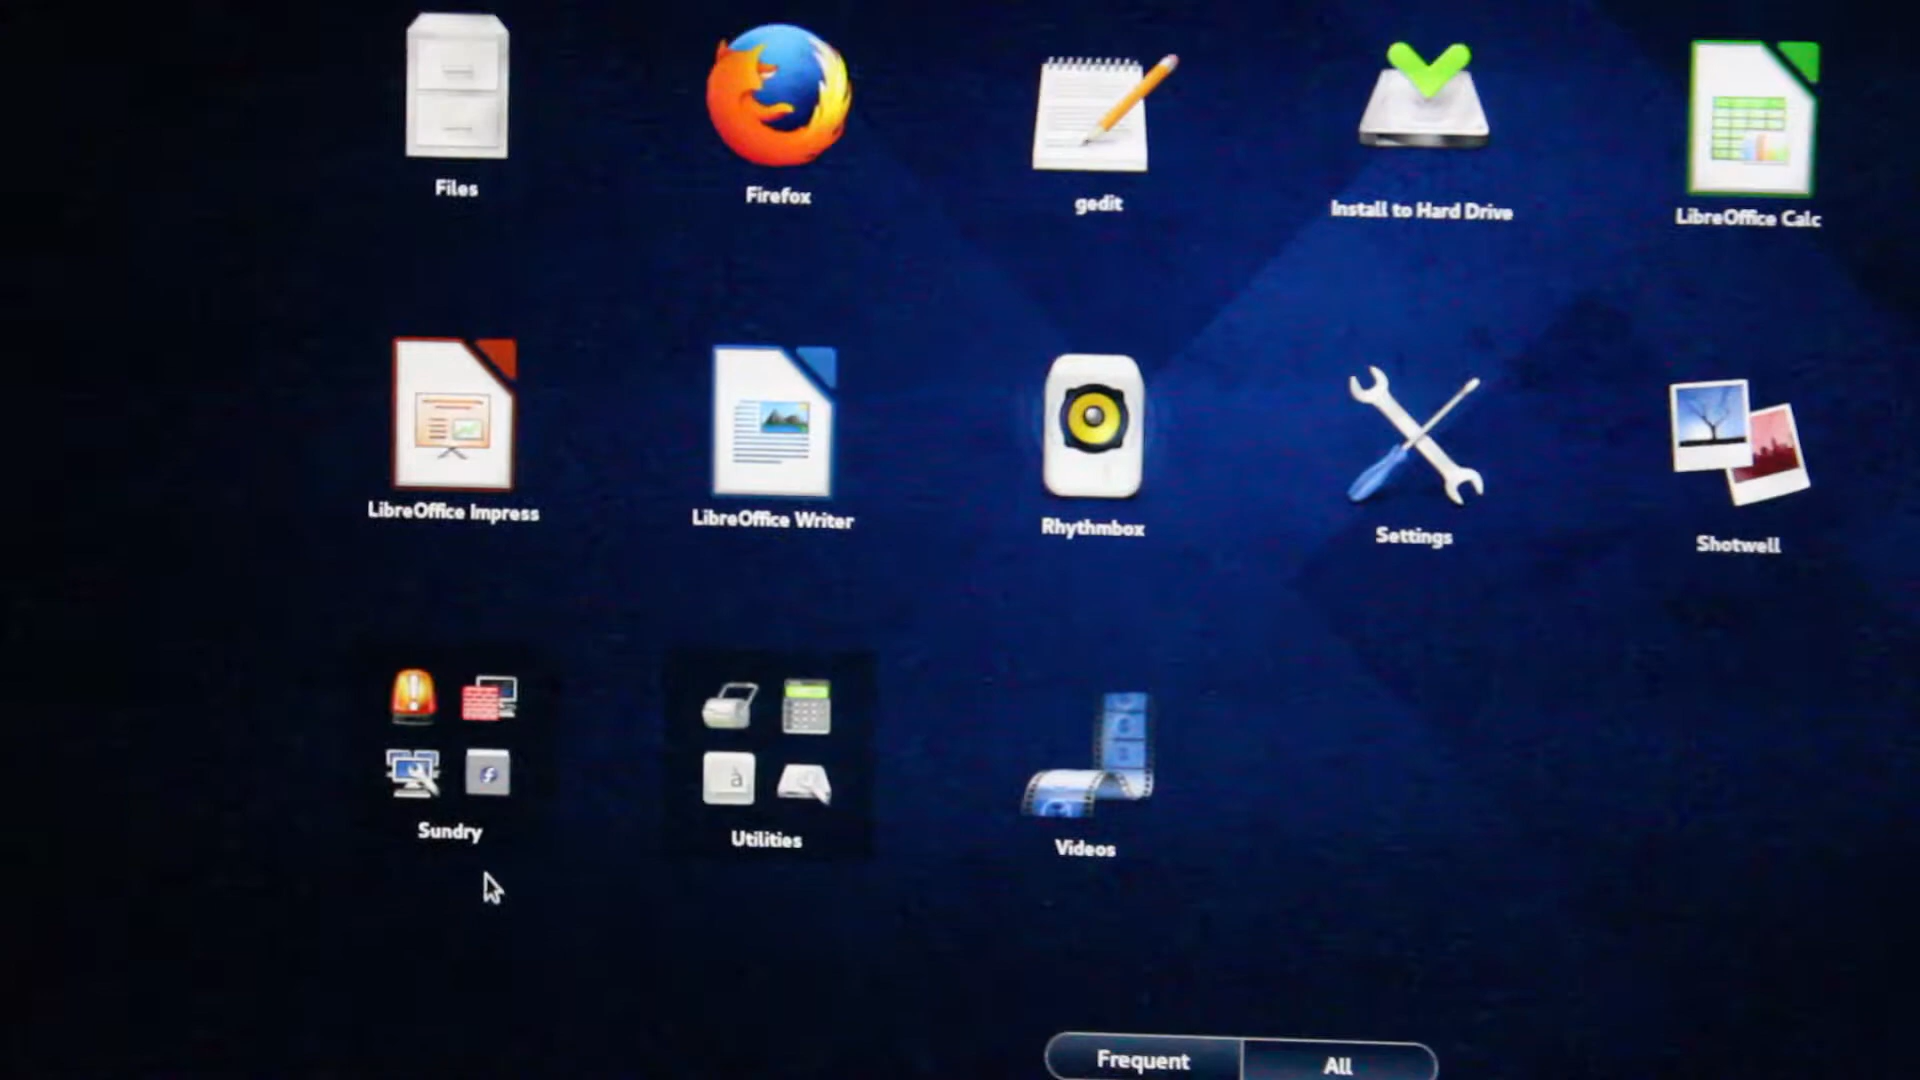 Files
Firefox
gedit
Install to Hard Drive
LibreOffice Calc
LibreOffice Impress
LibreOffice Writer
Rhythmbox
Settings
Shotwell
Sundry
Utilities
Videos
Frequent
All